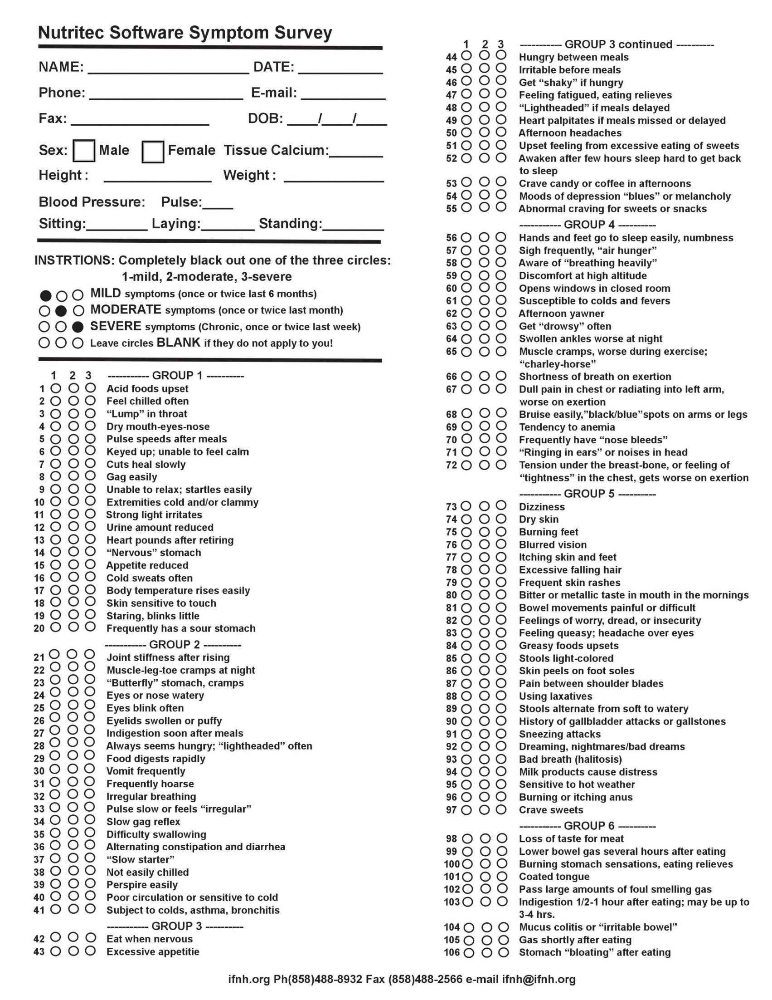 Nutritec Software Symptom Survey
NAME: ____________ DATE: ____________
Phone: ____________ E-mail: ____________
Fax: ____________ DOB: ____/____/____
Sex: Male Female Tissue Calcium:________
Height : ____________ Weight : ____________
Blood Pressure: Pulse:____
Sitting:________ Laying:_______ Standing:________
INSTRTIONS: Completely black out one of the three circles:
1-mild, 2-moderate, 3-severe
MILD symptoms (once or twice last 6 months)
MODERATE symptoms (once or twice last month)
SEVERE symptoms (Chronic, once or twice last week)
Leave circles BLANK if they do not apply to you!
1 2 3 ----------- GROUP 1 ----------
1 Acid foods upset
2 Feel chilled often
3 “Lump” in throat
4 Dry mouth-eyes-nose
5 Pulse speeds after meals
6 Keyed up; unable to feel calm
7 Cuts heal slowly
8 Gag easily
9 Unable to relax; startles easily
10 Extremities cold and/or clammy
11 Strong light irritates
12 Urine amount reduced
13 Heart pounds after retiring
14 “Nervous” stomach
15 Appetite reduced
16 Cold sweats often
17 Body temperature rises easily
18 Skin sensitive to touch
19 Staring, blinks little
20 Frequently has a sour stomach
----------- GROUP 2 ----------
21 Joint stiffness after rising
22 Muscle-leg-toe cramps at night
23 “Butterfly” stomach, cramps
24 Eyes or nose watery
25 Eyes blink often
26 Eyelids swollen or puffy
27 Indigestion soon after meals
28 Always seems hungry; “lightheaded” often
29 Food digests rapidly
30 Vomit frequently
31 Frequently hoarse
32 Irregular breathing
33 Pulse slow or feels “irregular”
34 Slow gag reflex
35 Difficulty swallowing
36 Alternating constipation and diarrhea
37 “Slow starter”
38 Not easily chilled
39 Perspire easily
40 Poor circulation or sensitive to cold
41 Subject to colds, asthma, bronchitis
----------- GROUP 3 ----------
42 Eat when nervous
43 Excessive appetitie
1 2 3 ----------- GROUP 3 continued ----------
44 Hungry between meals
45 Irritable before meals
46 Get “shaky” if hungry
47 Feeling fatigued, eating relieves
48 “Lightheaded” if meals delayed
49 Heart palpitates if meals missed or delayed
50 Afternoon headaches
51 Upset feeling from excessive eating of sweets
52 Awaken after few hours sleep hard to get back
to sleep
53 Crave candy or coffee in afternoons
54 Moods of depression “blues” or melancholy
55 Abnormal craving for sweets or snacks
----------- GROUP 4 ----------
56 Hands and feet go to sleep easily, numbness
57 Sigh frequently, “air hunger”
58 Aware of “breathing heavily”
59 Discomfort at high altitude
60 Opens windows in closed room
61 Susceptible to colds and fevers
62 Afternoon yawner
63 Get “drowsy” often
64 Swollen ankles worse at night
65 Muscle cramps, worse during exercise;
“charley-horse”
66 Shortness of breath on exertion
67 Dull pain in chest or radiating into left arm,
worse on exertion
68 Bruise easily,”black/blue”spots on arms or legs
69 Tendency to anemia
70 Frequently have “nose bleeds”
71 “Ringing in ears” or noises in head
72 Tension under the breast-bone, or feeling of
“tightness” in the chest, gets worse on exertion
----------- GROUP 5 ----------
73 Dizziness
74 Dry skin
75 Burning feet
76 Blurred vision
77 Itching skin and feet
78 Excessive falling hair
79 Frequent skin rashes
80 Bitter or metallic taste in mouth in the mornings
81 Bowel movements painful or difficult
82 Feelings of worry, dread, or insecurity
83 Feeling queasy; headache over eyes
84 Greasy foods upsets
85 Stools light-colored
86 Skin peels on foot soles
87 Pain between shoulder blades
88 Using laxatives
89 Stools alternate from soft to watery
90 History of gallbladder attacks or gallstones
91 Sneezing attacks
92 Dreaming, nightmares/bad dreams
93 Bad breath (halitosis)
94 Milk products cause distress
95 Sensitive to hot weather
96 Burning or itching anus
97 Crave sweets
----------- GROUP 6 ----------
98 Loss of taste for meat
99 Lower bowel gas several hours after eating
100 Burning stomach sensations, eating relieves
101 Coated tongue
102 Pass large amounts of foul smelling gas
103 Indigestion 1/2-1 hour after eating; may be up to
3-4 hrs.
104 Mucus colitis or “irritable bowel”
105 Gas shortly after eating
106 Stomach “bloating” after eating
ifnh.org Ph(858)488-8932 Fax (858)488-2566 e-mail ifnh@ifnh.org